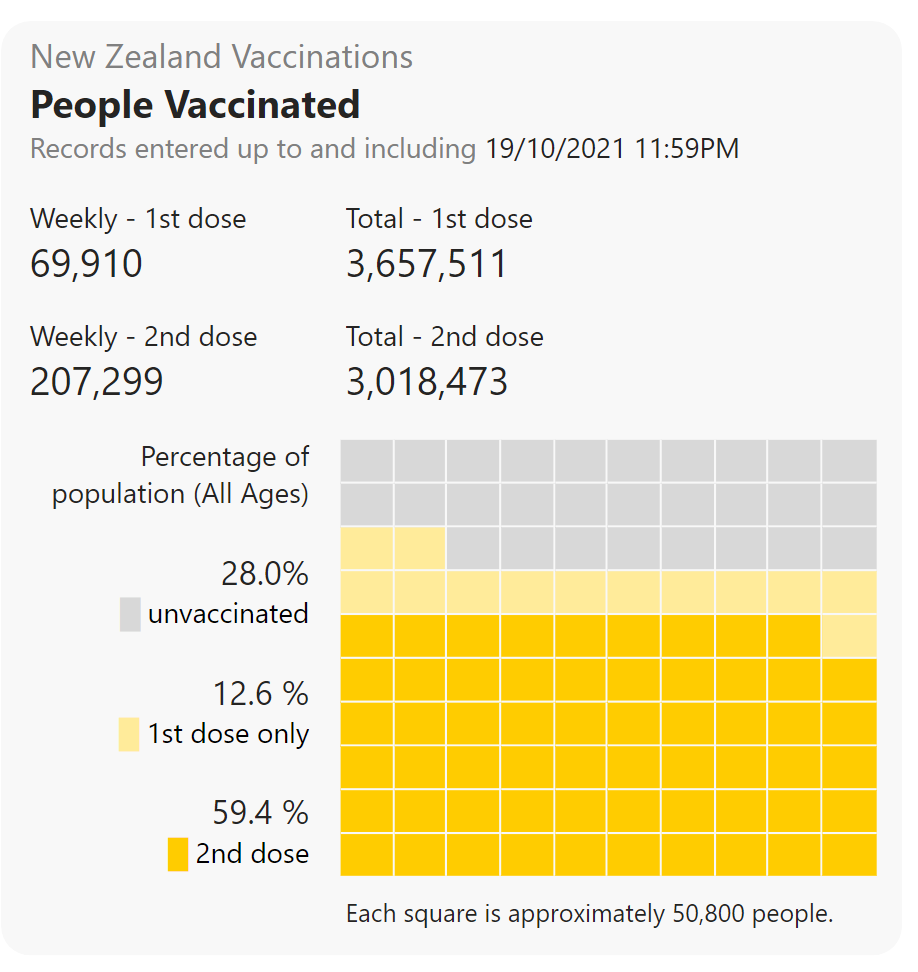 New Zealand Vaccinations
People Vaccinated
Records entered up to and including 19/10/2021 11:59PM
Weekly - 1st dose
69,910
Total - 1st dose
3,657,511
Weekly - 2nd dose
207,299
Total - 2nd dose
3,018,473
Percentage of
population (All Ages)
28.0%
unvaccinated
12.6 %
1st dose only
59.4 %
2nd dose
Each square is approximately 50,800 people.